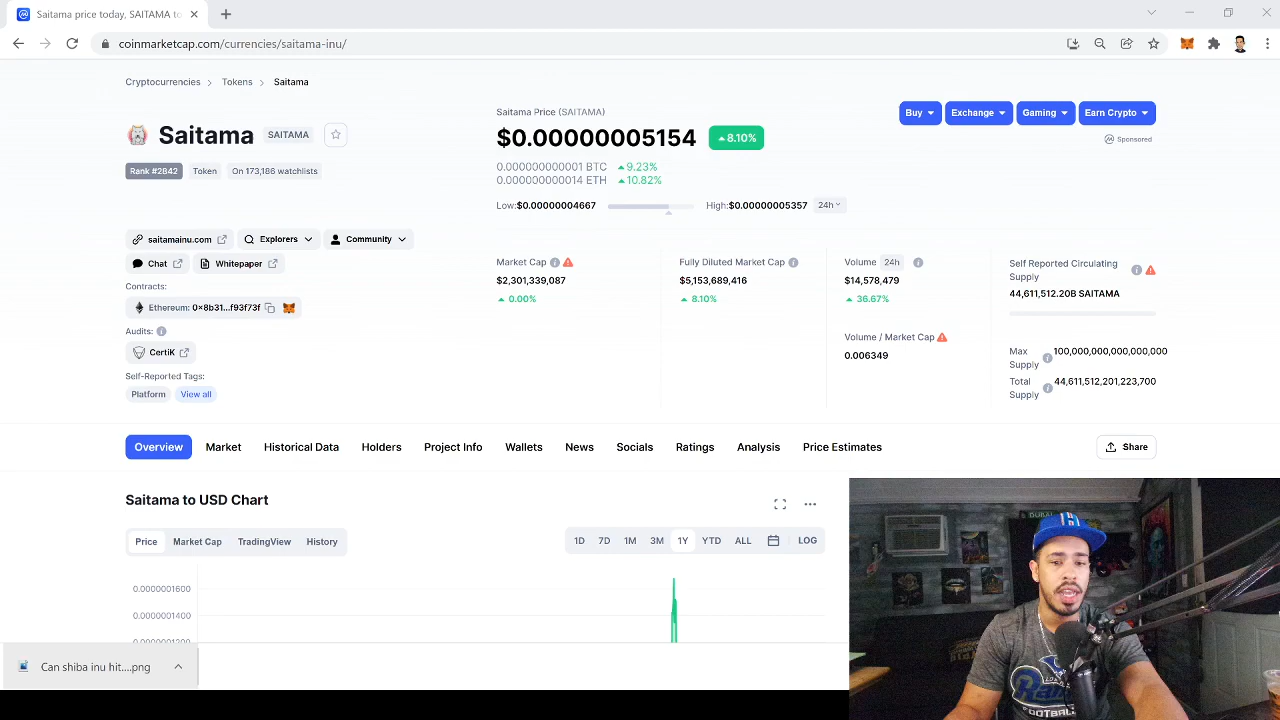 Saitama price today, SAITAMA to
coinmarketcap.com/currencies/saitama-inu/
Cryptocurrencies > Tokens > Saitama
Saitama SAITAMA
Rank #2842 Token On 173,186 watchlists
saitamainu.com Explorers Community
Chat Whitepaper
Contracts:
Ethereum: 0x8b31...f93f73f
Audits:
CertiK
Self-Reported Tags:
Platform View all
Saitama Price (SAITAMA)
$0.00000005154 8.10%
0.000000000001 BTC 9.23%
0.000000000014 ETH 10.82%
Low:$0.00000004667 High:$0.00000005357 24h
Buy Exchange Gaming Earn Crypto
Sponsored
Market Cap
$2,301,339,087
0.00%
Fully Diluted Market Cap
$5,153,689,416
8.10%
Volume 24h
$14,578,479
36.67%
Volume / Market Cap
0.006349
Self Reported Circulating
Supply
44,611,512.20B SAITAMA
Max
Supply
100,000,000,000,000,000
Total
Supply
44,611,512,201,223,700
Overview Market Historical Data Holders Project Info Wallets News Socials Ratings Analysis Price Estimates
Share
Saitama to USD Chart
Price Market Cap TradingView History
1D 7D 1M 3M 1Y YTD ALL LOG
0.0000001600
0.0000001400
0.0000001200
Can shiba inu hit....png
DUBAI
Rams
FOOTBALL